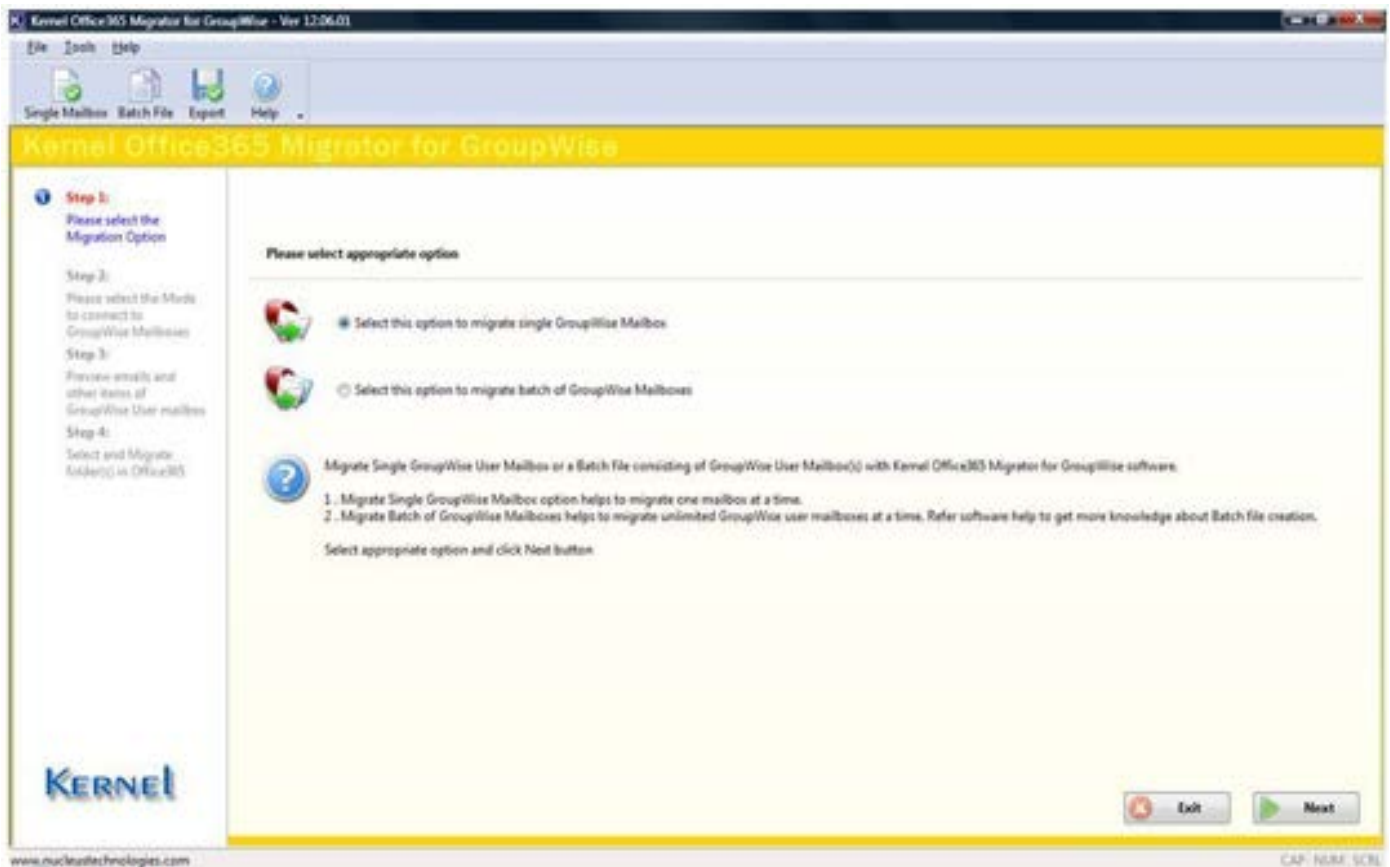 Kernel Office365 Migrator for GroupWise - Ver 12.06.01
File Tools Help
Single Mailbox Batch File Export Help
Kernel Office365 Migrator for GroupWise
Step 1:
Please select the
Migration Option
Step 2:
Please select the Mode
to connect to
GroupWise Mailboxes
Step 3:
Preview emails and
other items of
GroupWise User mailbox
Step 4:
Select and Migrate
folder(s) in Office365
KERNEL
Please select appropriate option
Select this option to migrate single GroupWise Mailbox
Select this option to migrate batch of GroupWise Mailboxes
Migrate Single GroupWise User Mailbox or a Batch File consisting of GroupWise User Mailbox(s) with Kernel Office365 Migrator for GroupWise software.
1 . Migrate Single GroupWise Mailbox option helps to migrate one mailbox at a time.
2 . Migrate Batch of GroupWise Mailboxes helps to migrate unlimited GroupWise user mailboxes at a time. Refer software help to get more knowledge about Batch file creation.
Select appropriate option and click Next button
Exit Next
www.nucleustechnologies.com CAP NUM SCRL